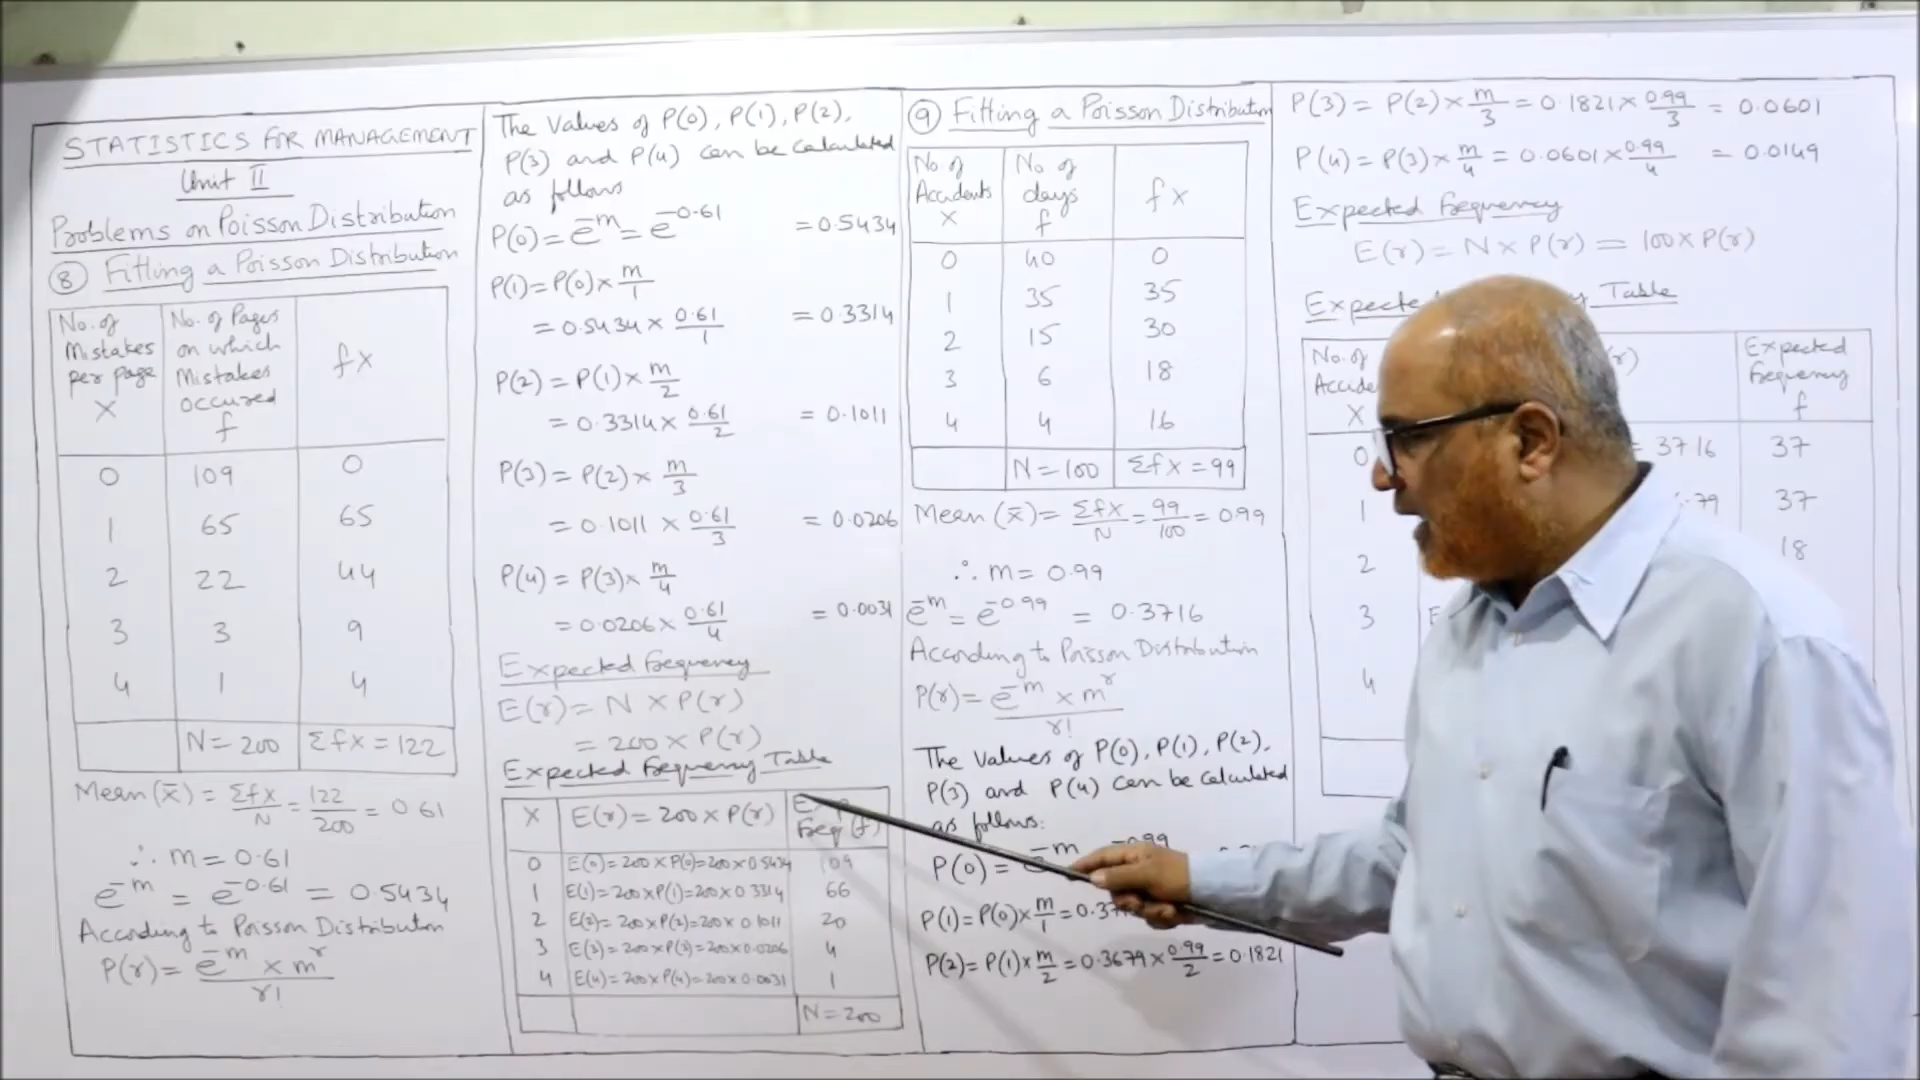 STATISTICS FOR MANAGEMENT
Unit II
Problems on Poisson Distribution
⑧ Fitting a Poisson Distribution
No. of Mistakes per page X | No. of Pages on which Mistakes occured f | fX
0 109 0
1 65 65
2 22 44
3 3 9
4 1 4
N = 200 Σfx = 122
Mean (x̄) = Σfx/N = 122/200 = 0.61
∴ m = 0.61
e^-m = e^-0.61 = 0.5434
According to Poisson Distribution
P(r) = e^-m × m^r / r!
The Values of P(0), P(1), P(2),
P(3) and P(4) can be calculated
as follows
P(0) = e^-m = e^-0.61 = 0.5434
P(1) = P(0) × m/1
= 0.5434 × 0.61/1 = 0.3314
P(2) = P(1) × m/2
= 0.3314 × 0.61/2 = 0.1011
P(3) = P(2) × m/3
= 0.1011 × 0.61/3 = 0.0206
P(4) = P(3) × m/4
= 0.0206 × 0.61/4 = 0.0031
Expected Frequency
E(r) = N × P(r)
= 200 × P(r)
Expected Frequency Table
X | E(r) = 200 × P(r) | Freq (f)
0 E(0) = 200 × P(0) = 200 × 0.5434 109
1 E(1) = 200 × P(1) = 200 × 0.3314 66
2 E(2) = 200 × P(2) = 200 × 0.1011 20
3 E(3) = 200 × P(3) = 200 × 0.0206 4
4 E(4) = 200 × P(4) = 200 × 0.0031 1
N = 200
⑨ Fitting a Poisson Distribution
No of Accidents X | No of days f | fx
0 40 0
1 35 35
2 15 30
3 6 18
4 4 16
N = 100 Σfx = 99
Mean (x̄) = Σfx/N = 99/100 = 0.99
∴ m = 0.99
e^-m = e^-0.99 = 0.3716
According to Poisson Distribution
P(r) = e^-m × m^r / r!
The Values of P(0), P(1), P(2),
P(3) and P(4) can be calculated
as follows:
P(0) =
P(1) = P(0) × m/1
P(2) = P(1) × m/2 = 0.3679 × 0.99/2 = 0.1821
P(3) = P(2) × m/3 = 0.1821 × 0.99/3 = 0.0601
P(4) = P(3) × m/4 = 0.0601 × 0.99/4 = 0.0149
Expected Frequency
E(r) = N × P(r) = 100 × P(r)
Table
No. of X | Expected Frequency f
0 37
1 37
2 18
3
4